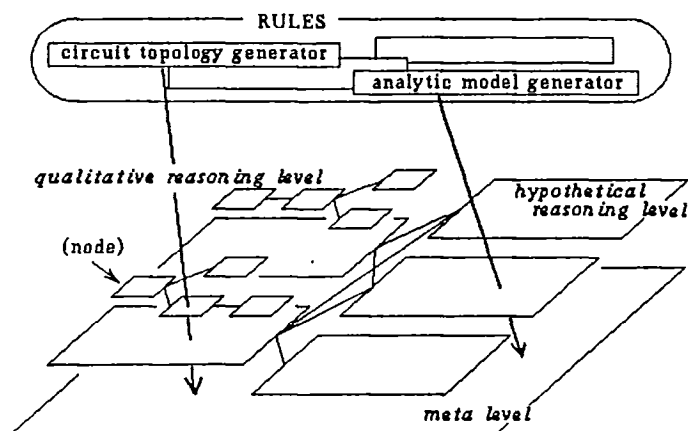 RULES
circuit topology generator
analytic model generator
qualitative reasoning level
hypothetical
reasoning level
(node)
meta level